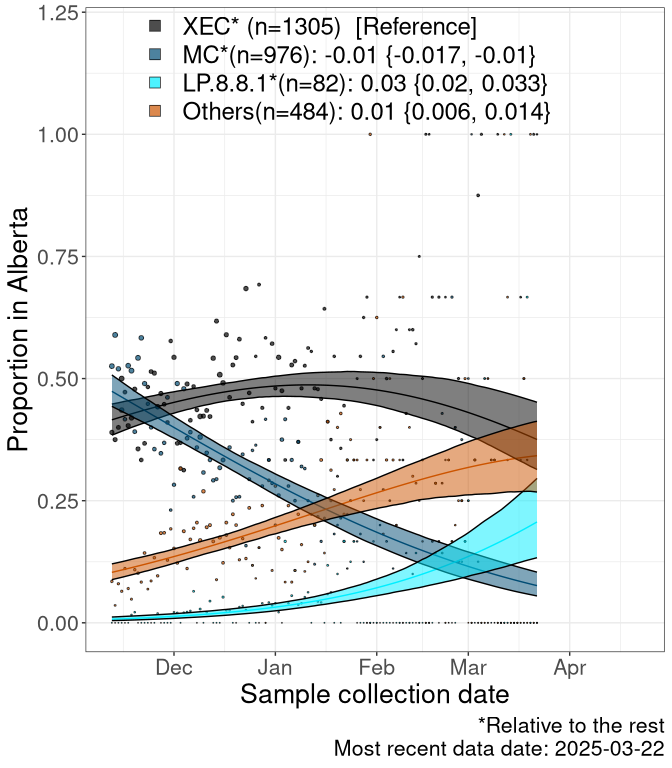 XEC* (n=1305)  [Reference]
MC*(n=976): -0.01 {-0.017, -0.01}
LP.8.8.1*(n=82): 0.03 {0.02, 0.033}
Others(n=484): 0.01 {0.006, 0.014}
1.25
1.00
0.75
0.50
0.25
0.00
Proportion in Alberta
Dec Jan Feb Mar Apr
Sample collection date
*Relative to the rest
Most recent data date: 2025-03-22